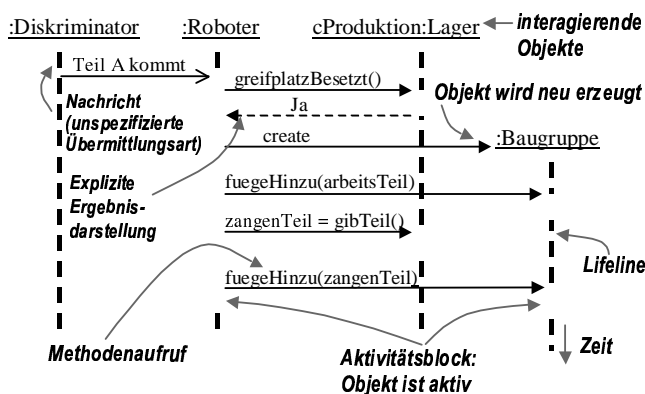 :Diskriminator :Roboter cProduktion:Lager
interagierende
Objekte
Teil A kommt
greifplatzBesetzt()
Objekt wird neu erzeugt
Nachricht
(unspezifizierte
Übermittlungsart)
Ja
create
:Baugruppe
Explizite
Ergebnis-
darstellung
fuegeHinzu(arbeitsTeil)
zangenTeil = gibTeil()
Lifeline
fuegeHinzu(zangenTeil)
Methodenaufruf
Aktivitätsblock:
Objekt ist aktiv
Zeit